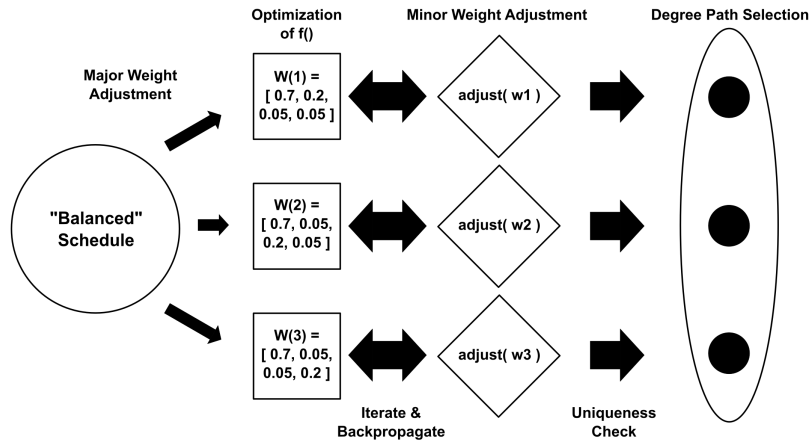 Optimization
of f()
Minor Weight Adjustment
Degree Path Selection
Major Weight
Adjustment
W(1) =
[ 0.7, 0.2,
0.05, 0.05 ]
adjust( w1 )
"Balanced"
Schedule
W(2) =
[ 0.7, 0.05,
0.2, 0.05 ]
adjust( w2 )
W(3) =
[ 0.7, 0.05,
0.05, 0.2 ]
adjust( w3 )
Iterate &
Backpropagate
Uniqueness
Check